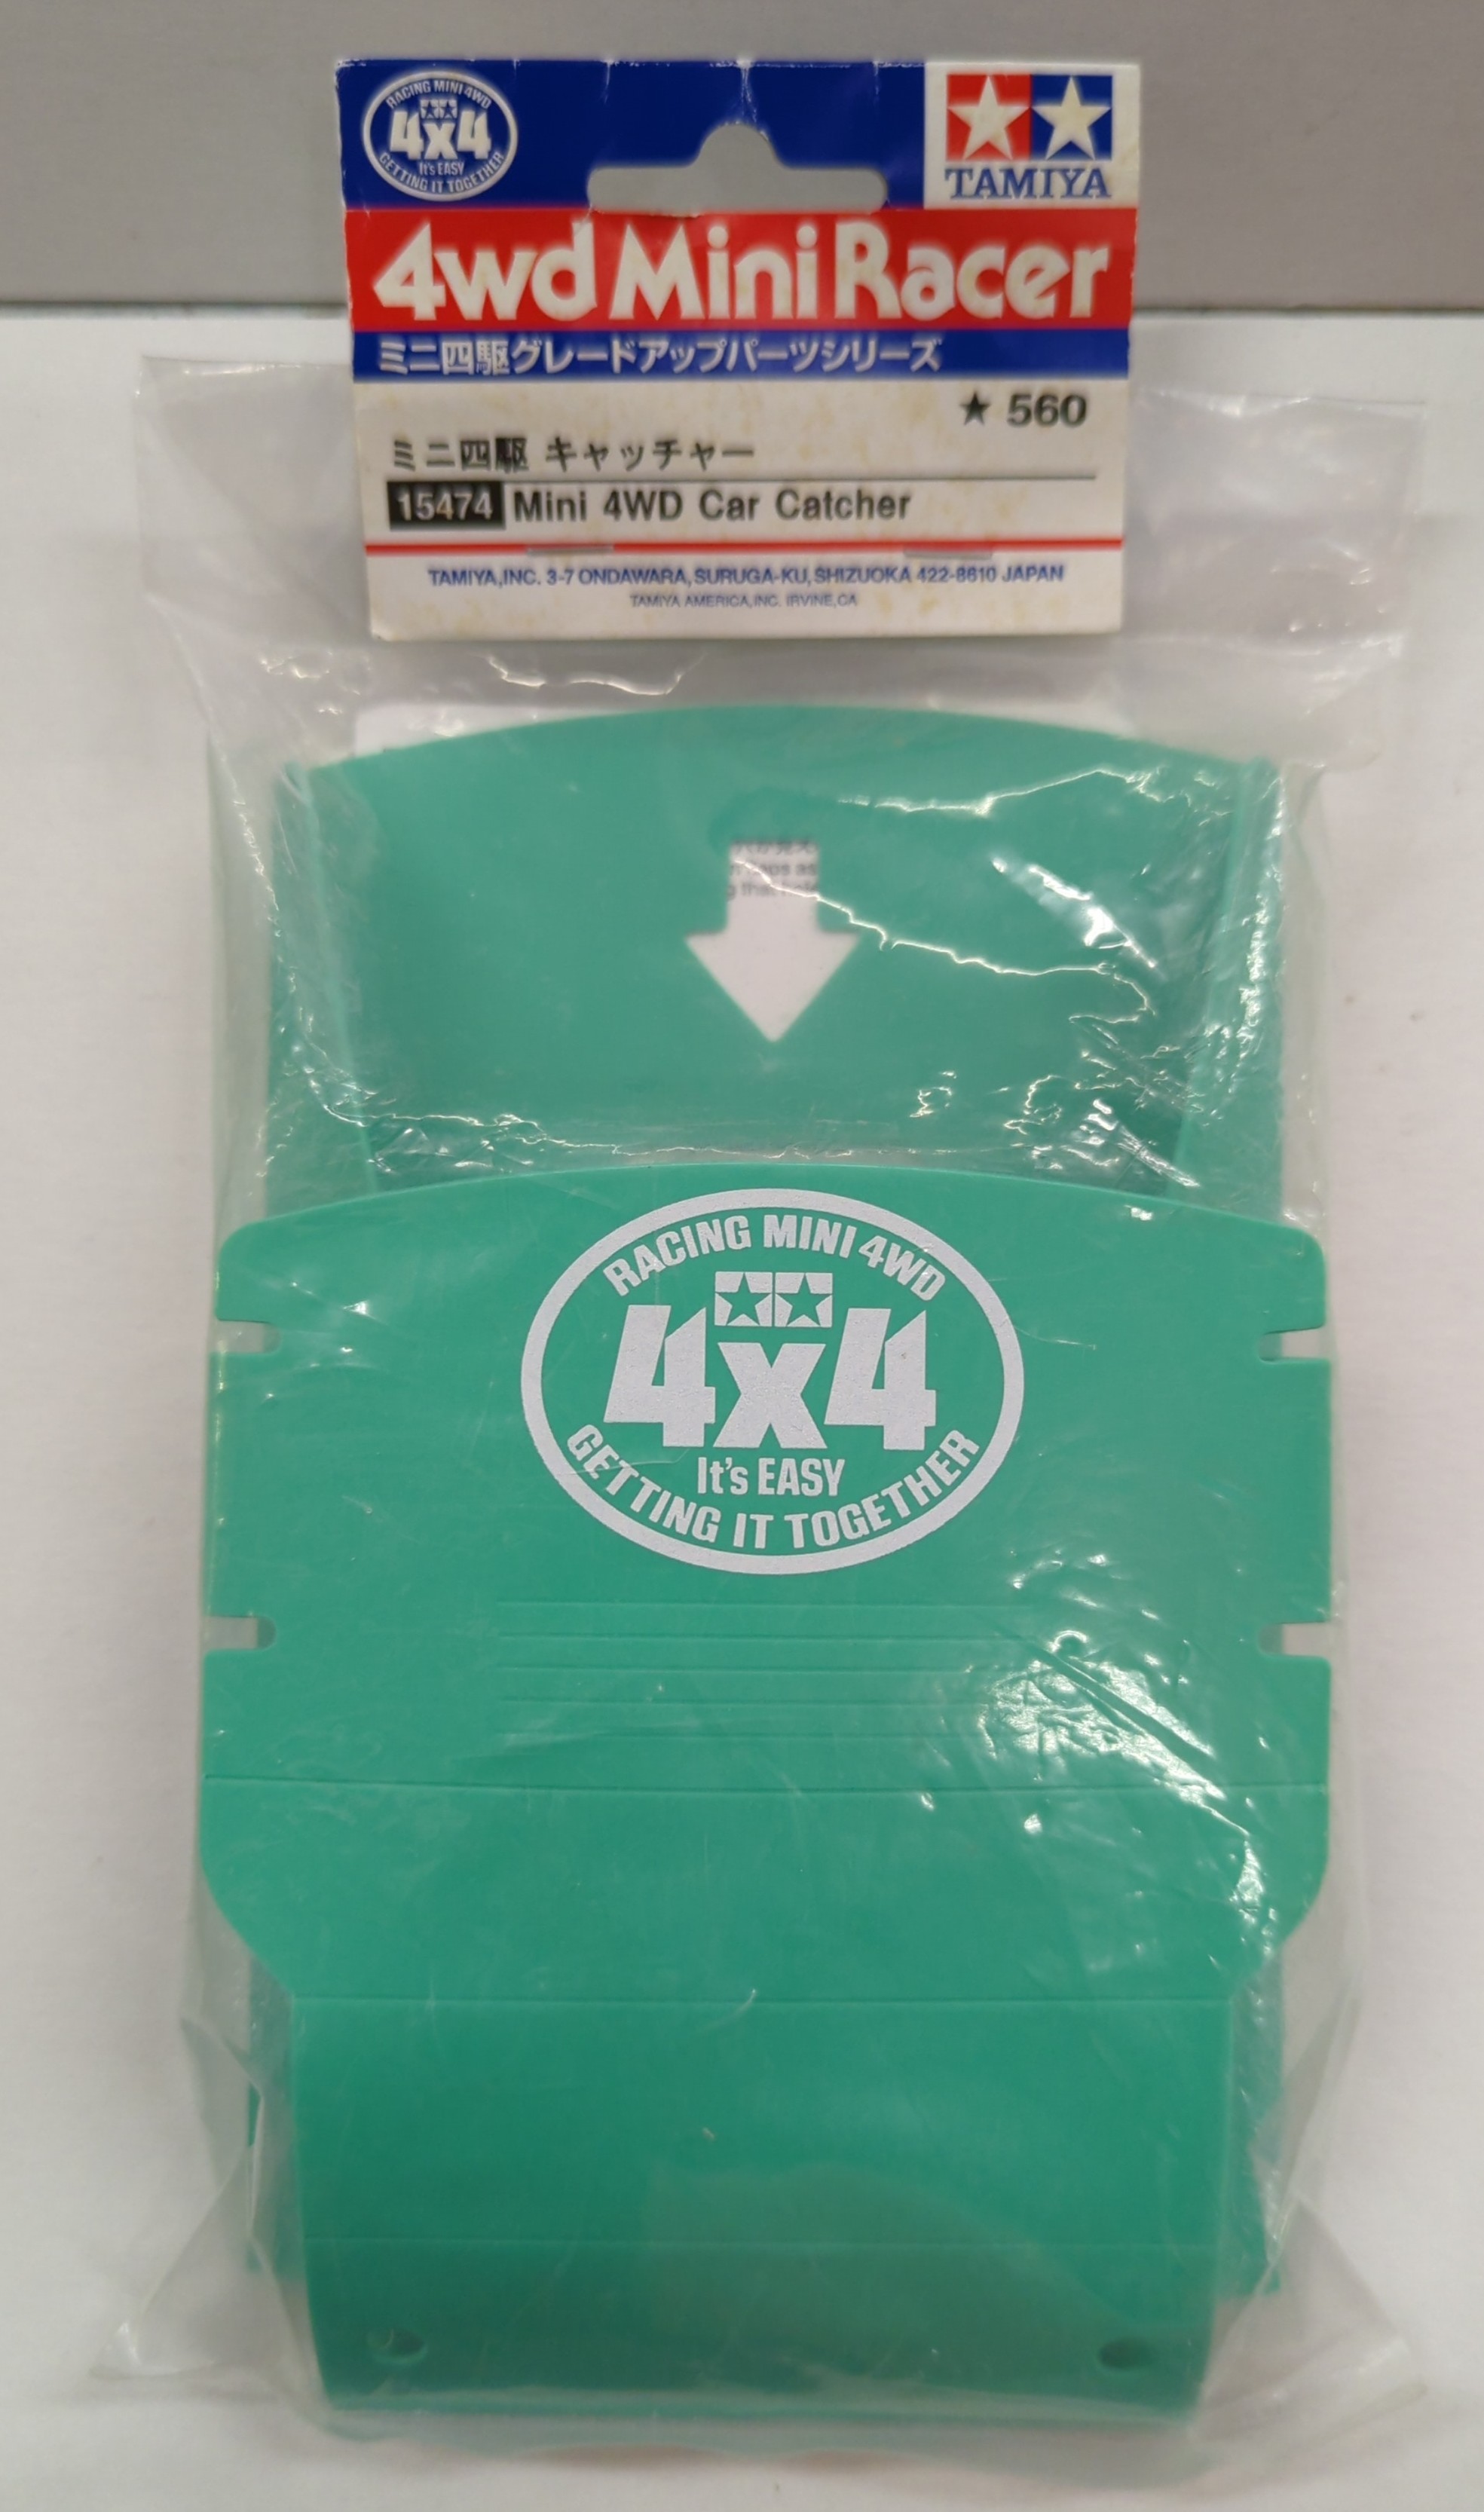 RACING MINI 4WD
4x4
It's EASY
GETTING IT TOGETHER
TAMIYA
4wd Mini Racer
ミニ四駆グレードアップパーツシリーズ
★ 560
ミニ四駆 キャッチャー
15474 Mini 4WD Car Catcher
TAMIYA,INC. 3-7 ONDAWARA, SURUGA-KU, SHIZUOKA 422-8610 JAPAN
TAMIYA AMERICA,INC. IRVINE,CA
RACING MINI 4WD
4x4
It's EASY
GETTING IT TOGETHER